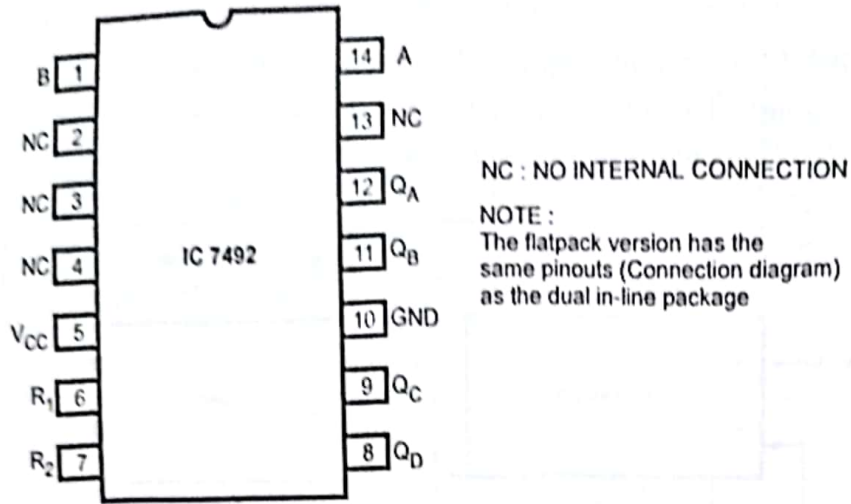 B 1
NC 2
NC 3
NC 4
VCC 5
R1 6
R2 7
IC 7492
14 A
13 NC
12 QA
11 QB
10 GND
9 QC
8 QD
NC : NO INTERNAL CONNECTION
NOTE :
The flatpack version has the
same pinouts (Connection diagram)
as the dual in-line package